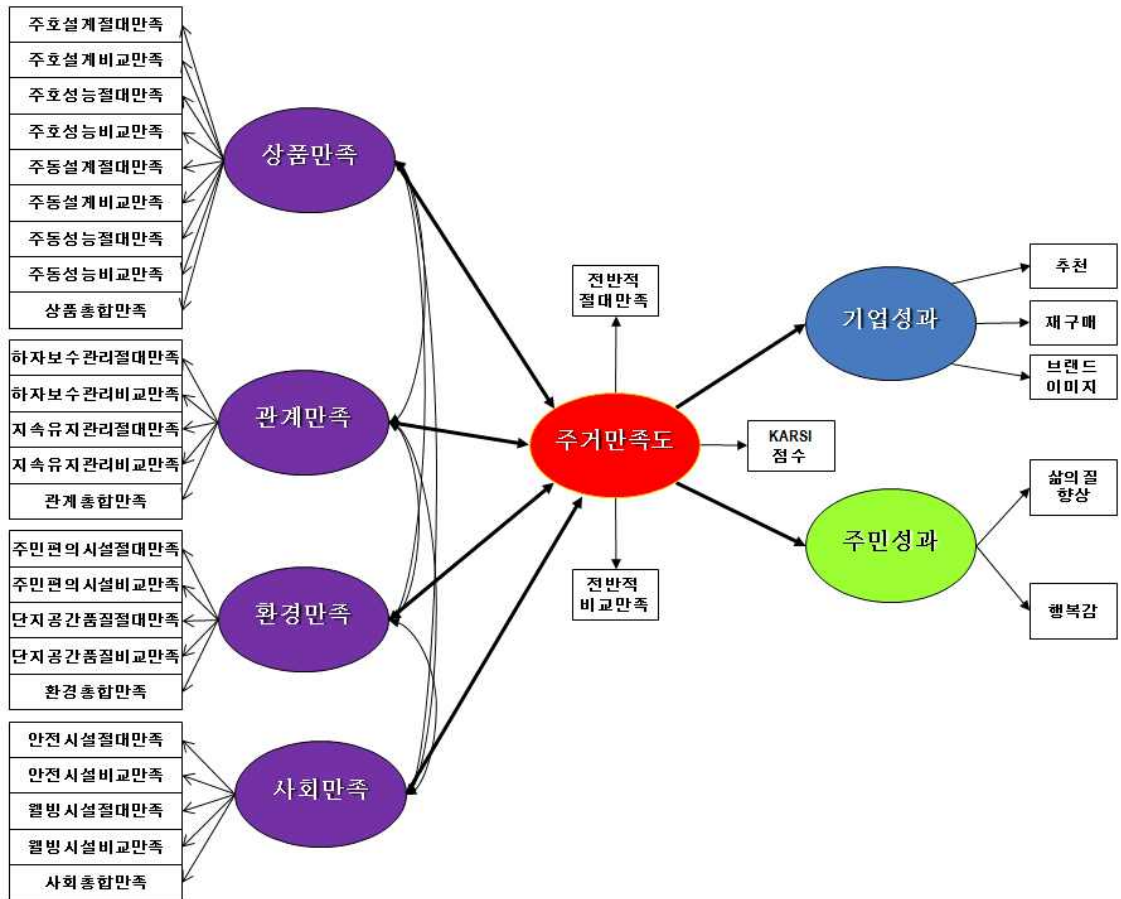 주호설계절대만족
주호설계비교만족
주호성능절대만족
주호성능비교만족
주동설계절대만족
주동설계비교만족
주동성능절대만족
주동성능비교만족
상품총합만족
상품만족
하자보수관리절대만족
하자보수관리비교만족
지속유지관리절대만족
지속유지관리비교만족
관계총합만족
관계만족
주민편의시설절대만족
주민편의시설비교만족
단지공간품질절대만족
단지공간품질비교만족
환경총합만족
환경만족
안전시설절대만족
안전시설비교만족
웰빙시설절대만족
웰빙시설비교만족
사회총합만족
사회만족
전반적
절대만족
주거만족도
KARSI
점수
전반적
비교만족
기업성과
추천
재구매
브랜드
이미지
주민성과
삶의 질
향상
행복감